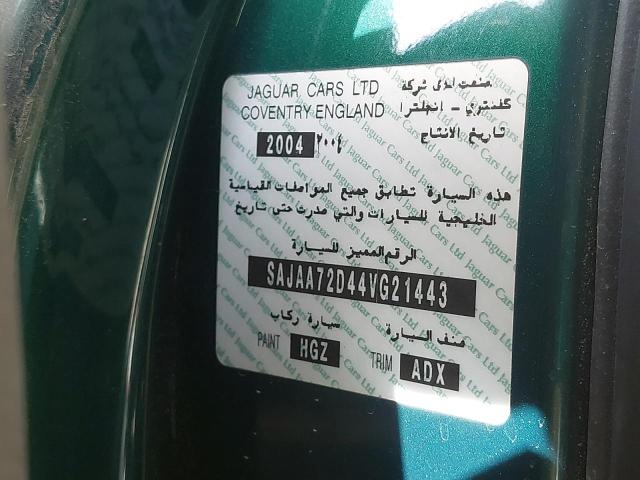 JAGUAR CARS LTD صنعت لدى شركة
COVENTRY ENGLAND كفنتري - انجلترا
تاريخ الانتاج
2004 ٢٠٠٤
هذه السيارة تطابق جميع المواصفات القياسية
الخليجية للسيارات والتي صدرت حتى تاريخ
الرقم المميز للسيارة
SAJAA72D44VG21443
صنف السيارة سيارة ركاب
PAINT HGZ TRIM ADX